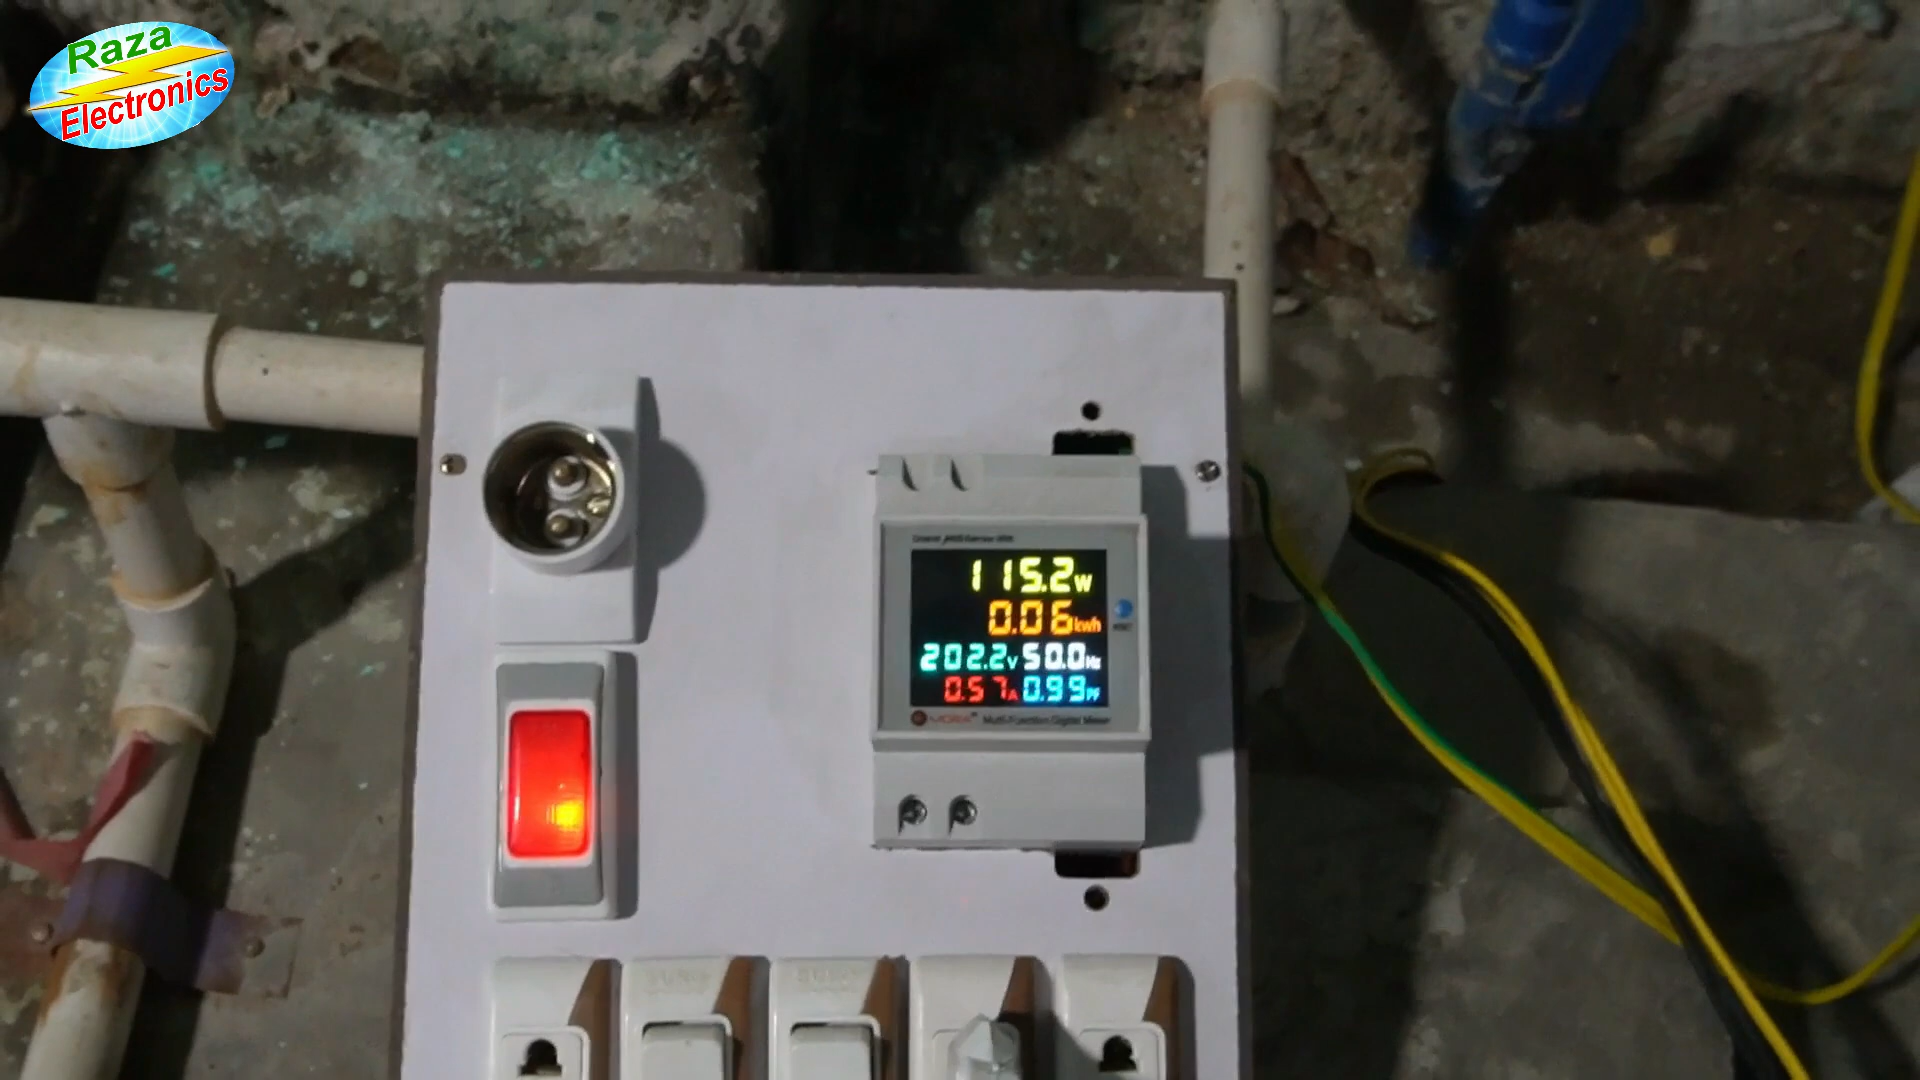 Raza
Electronics
115.2W
0.06kwh
202.2V 50.0Hz
0.57A 0.99PF
Multi-Function Digital Meter